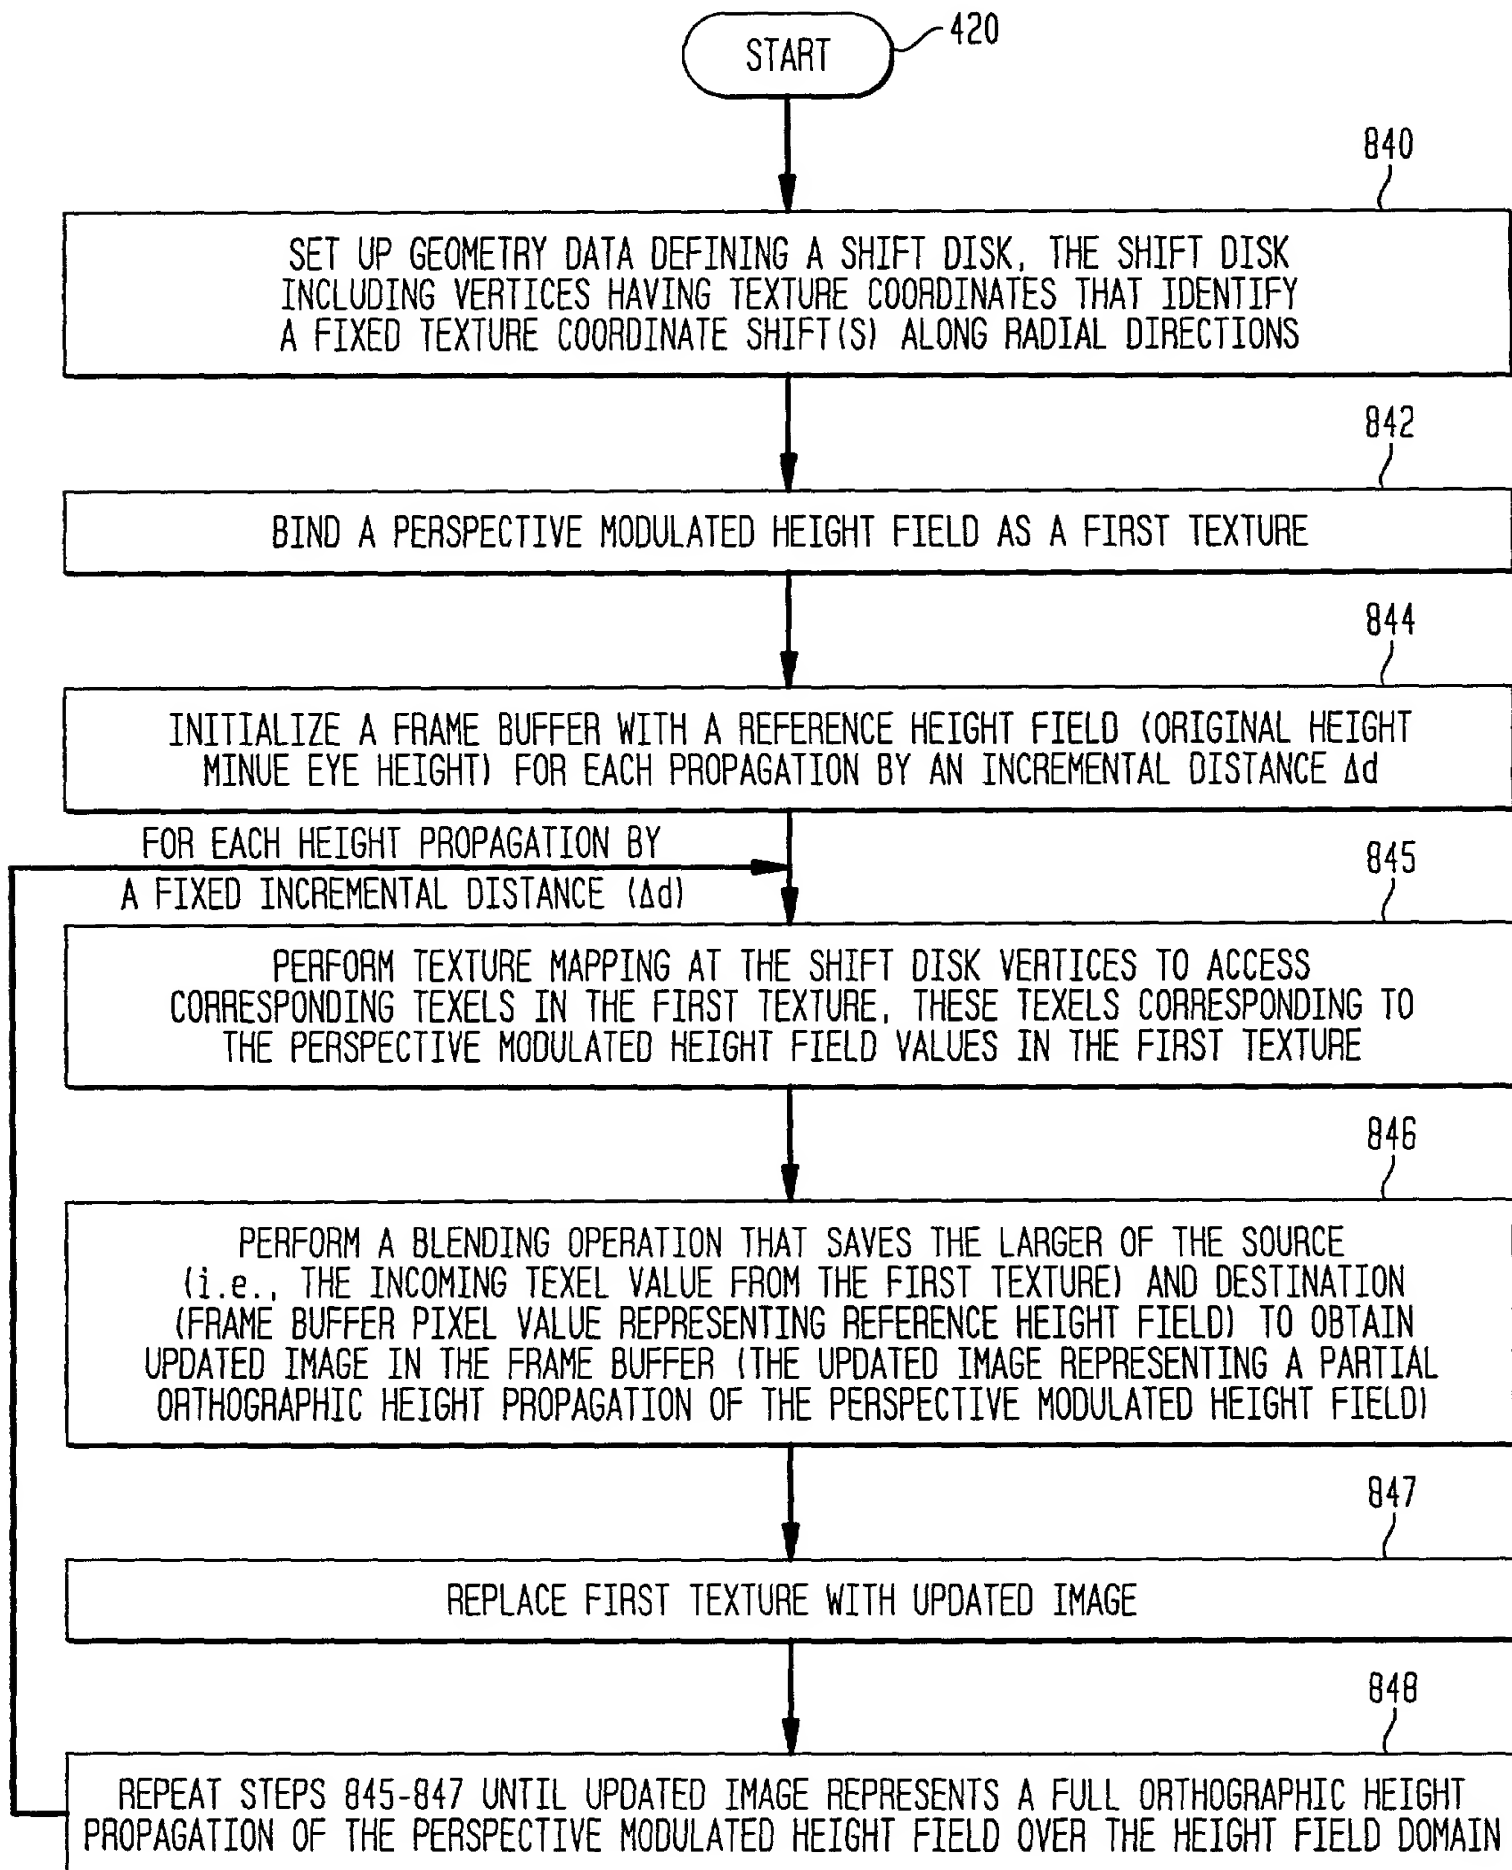 START
420
840
SET UP GEOMETRY DATA DEFINING A SHIFT DISK, THE SHIFT DISK
INCLUDING VERTICES HAVING TEXTURE COORDINATES THAT IDENTIFY
A FIXED TEXTURE COORDINATE SHIFT(S) ALONG RADIAL DIRECTIONS
842
BIND A PERSPECTIVE MODULATED HEIGHT FIELD AS A FIRST TEXTURE
844
INITIALIZE A FRAME BUFFER WITH A REFERENCE HEIGHT FIELD (ORIGINAL HEIGHT
MINUE EYE HEIGHT) FOR EACH PROPAGATION BY AN INCREMENTAL DISTANCE Δd
FOR EACH HEIGHT PROPAGATION BY
A FIXED INCREMENTAL DISTANCE (Δd)
845
PERFORM TEXTURE MAPPING AT THE SHIFT DISK VERTICES TO ACCESS
CORRESPONDING TEXELS IN THE FIRST TEXTURE, THESE TEXELS CORRESPONDING TO
THE PERSPECTIVE MODULATED HEIGHT FIELD VALUES IN THE FIRST TEXTURE
846
PERFORM A BLENDING OPERATION THAT SAVES THE LARGER OF THE SOURCE
(i.e., THE INCOMING TEXEL VALUE FROM THE FIRST TEXTURE) AND DESTINATION
(FRAME BUFFER PIXEL VALUE REPRESENTING REFERENCE HEIGHT FIELD) TO OBTAIN
UPDATED IMAGE IN THE FRAME BUFFER (THE UPDATED IMAGE REPRESENTING A PARTIAL
ORTHOGRAPHIC HEIGHT PROPAGATION OF THE PERSPECTIVE MODULATED HEIGHT FIELD)
847
REPLACE FIRST TEXTURE WITH UPDATED IMAGE
848
REPEAT STEPS 845-847 UNTIL UPDATED IMAGE REPRESENTS A FULL ORTHOGRAPHIC HEIGHT
PROPAGATION OF THE PERSPECTIVE MODULATED HEIGHT FIELD OVER THE HEIGHT FIELD DOMAIN